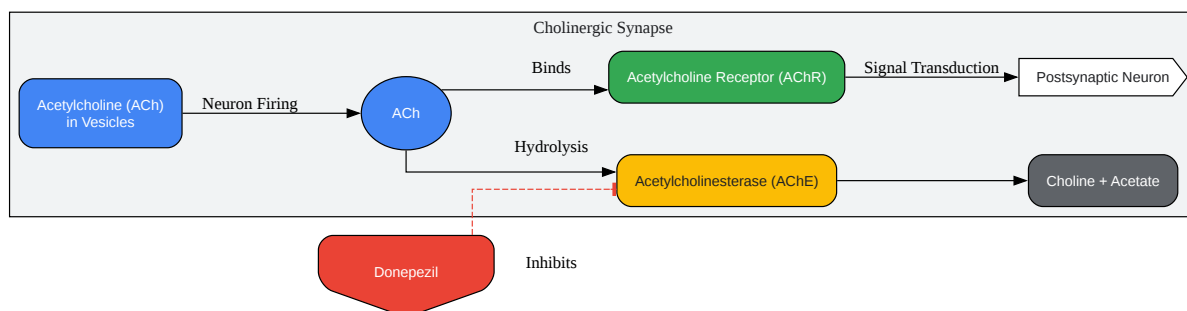 Cholinergic Synapse
Acetylcholine (ACh)
in Vesicles
Neuron Firing
ACh
Binds
Acetylcholine Receptor (AChR)
Signal Transduction
Postsynaptic Neuron
Hydrolysis
Acetylcholinesterase (AChE)
Choline + Acetate
Donepezil
Inhibits